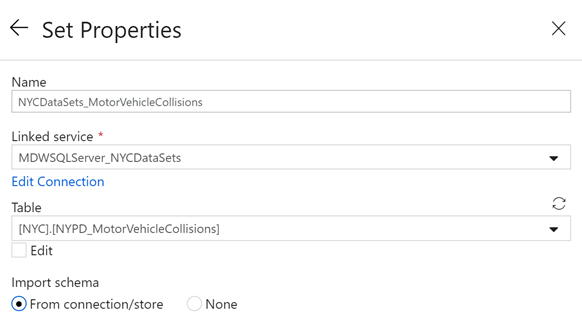 Set Properties
Name
NYCDataSets_MotorVehicleCollisions
Linked service *
MDWSQLServer_NYCDataSets
Edit Connection
Table
[NYC].[NYPD_MotorVehicleCollisions]
Edit
Import schema
From connection/store None